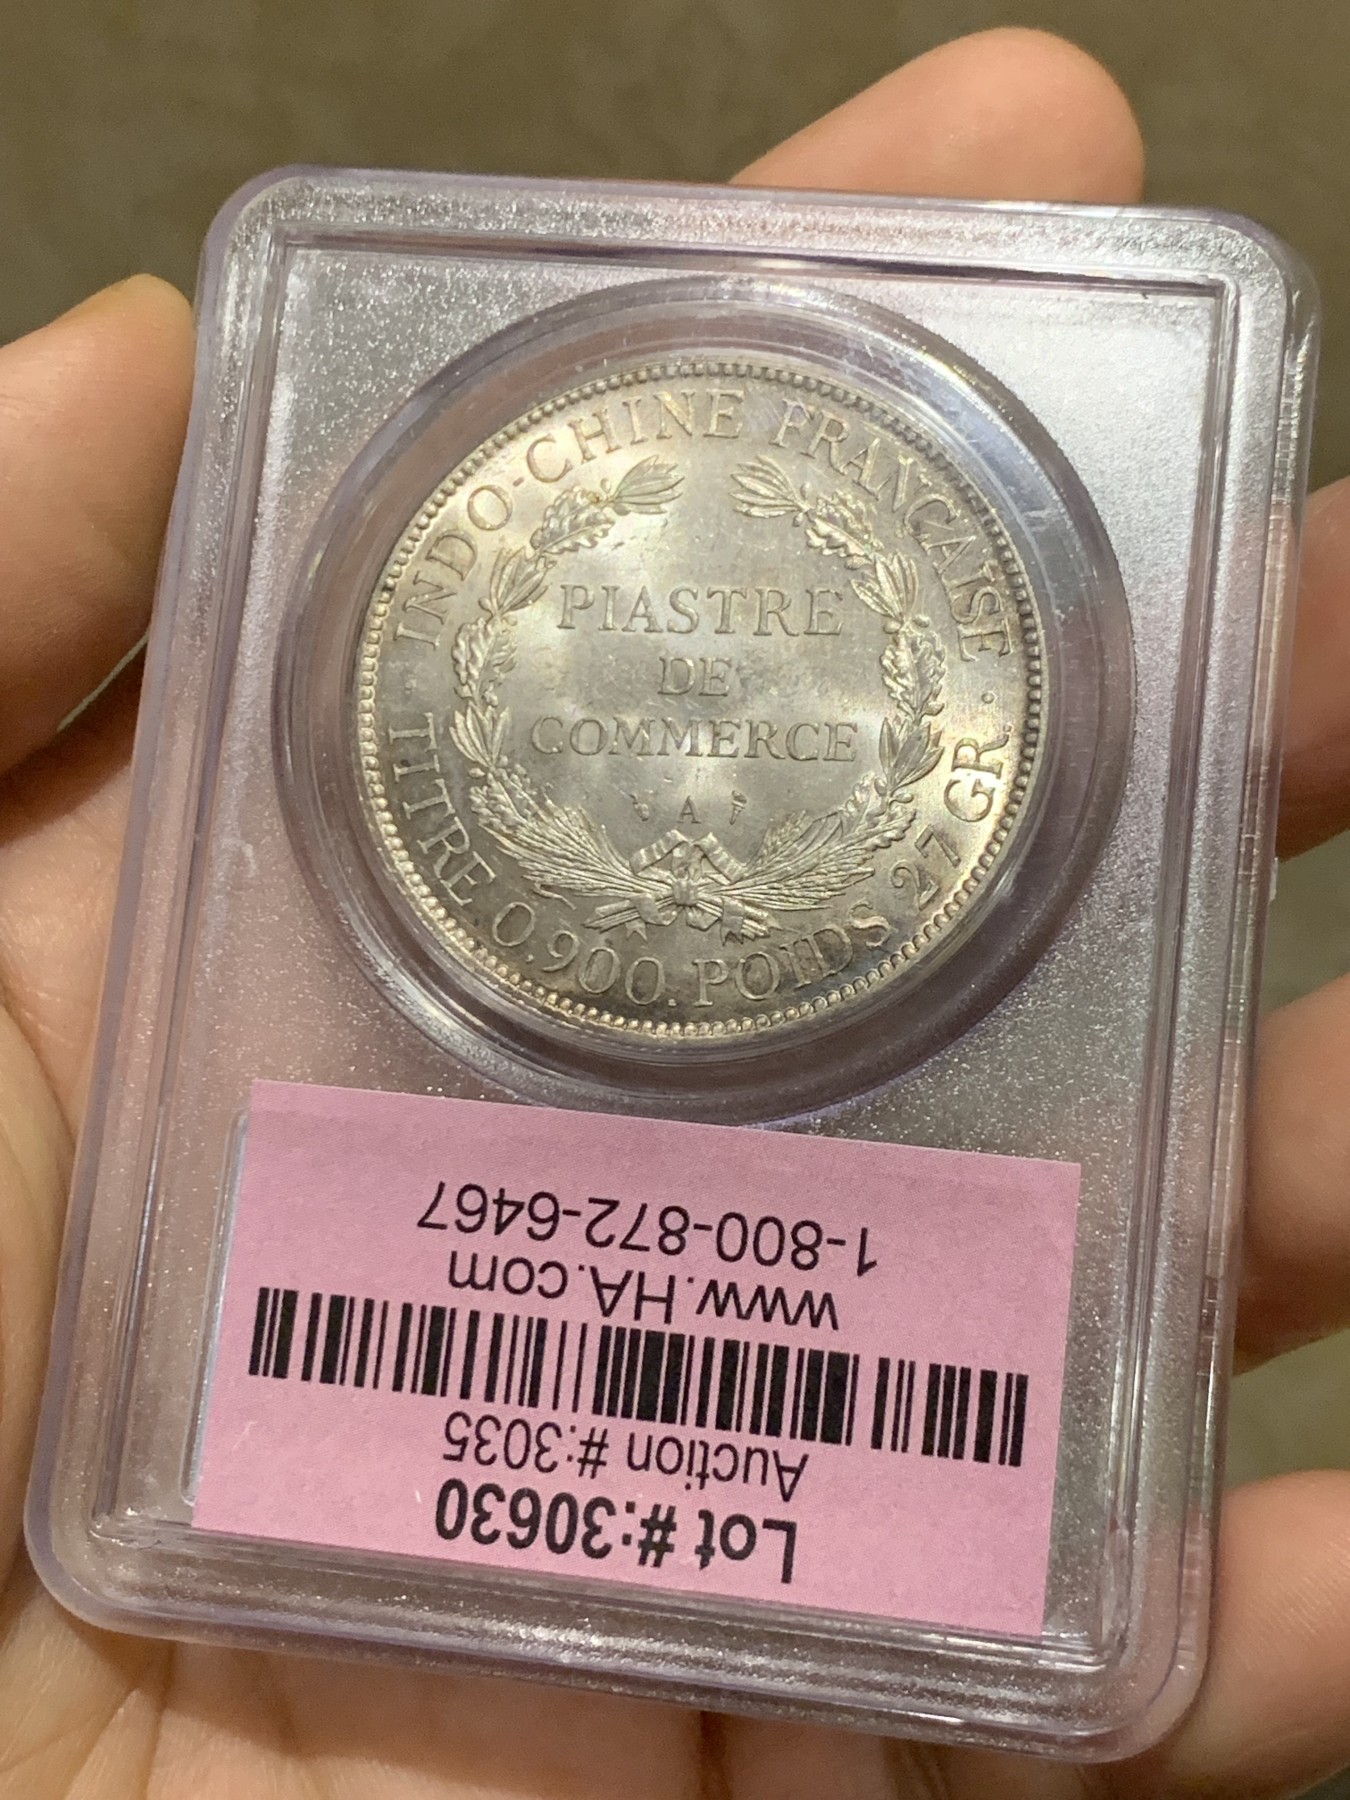 INDO-CHINE FRANÇAISE
PIASTRE
DE
COMMERCE
A
TITRE 0,900. POIDS 27 GR.
Lot #:30630
Auction #:3035
www.HA.com
1-800-872-6467